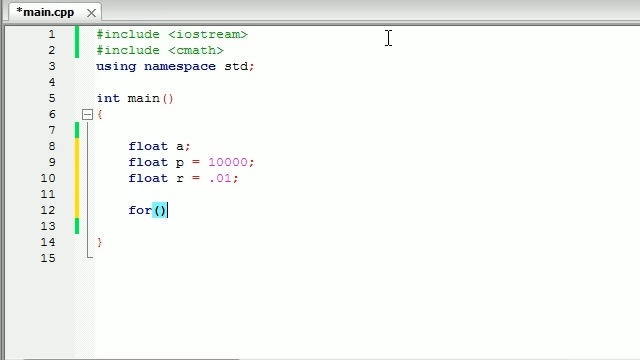 *main.cpp
1 #include <iostream>
2 #include <cmath>
3 using namespace std;
4
5 int main()
6 {
7
8 float a;
9 float p = 10000;
10 float r = .01;
11
12 for()
13
14 }
15